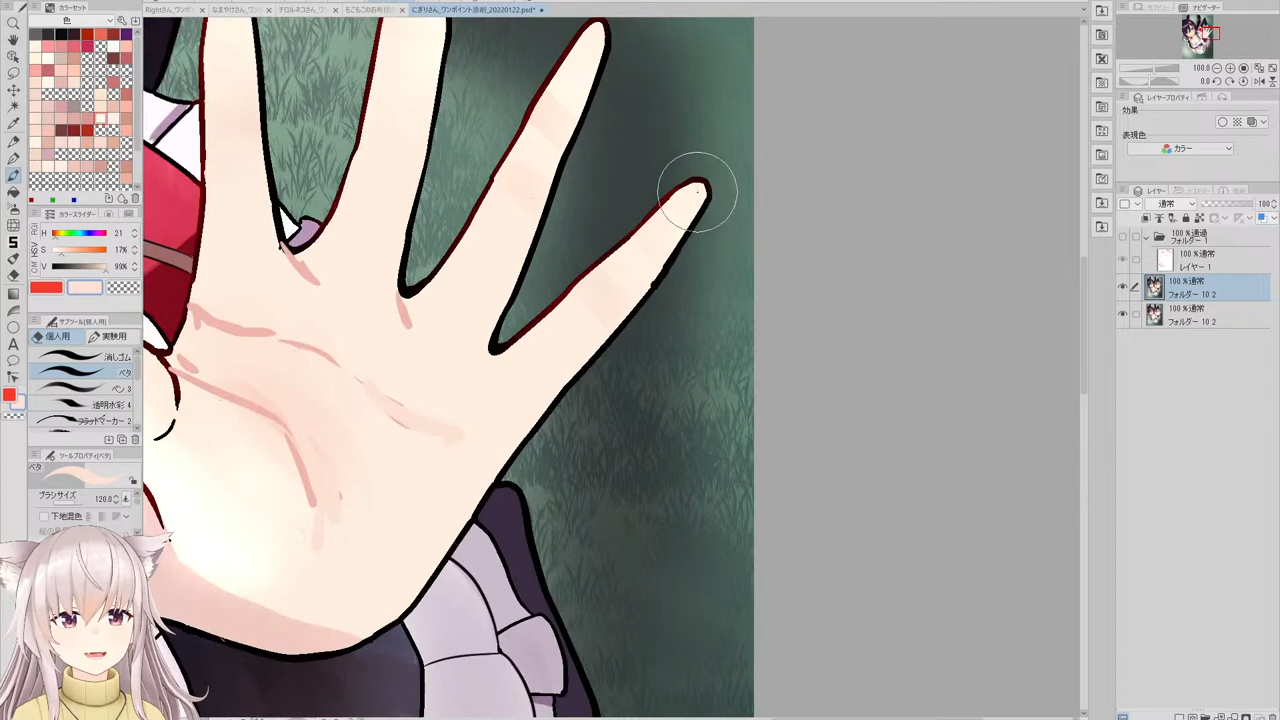 Rightさん、ワンポ
なまやけさん、ワンポ
チロルネコさん、ワンポ
もこもこのお布団
にぎりさん_ワンポイント添削_20220122.psd*
カラーセット
色
ナビゲーター
100.0
0.0
レイヤープロパティ
効果
表現色
カラー
レイヤー
通常
100
100 % 通過
フォルダー 1
100 % 通常
レイヤー 1
100 % 通常
フォルダー 10 2
100 % 通常
フォルダー 10 2
カラースライダー
H 21
S 17%
V 99%
サブツール(個人用)
個人用
実験用
消しゴム
ベタ
ペン 3
透明水彩 4
フラットマーカー 2
ツールプロパティ(ベタ)
ベタ
ブラシサイズ 120.0
下地混色